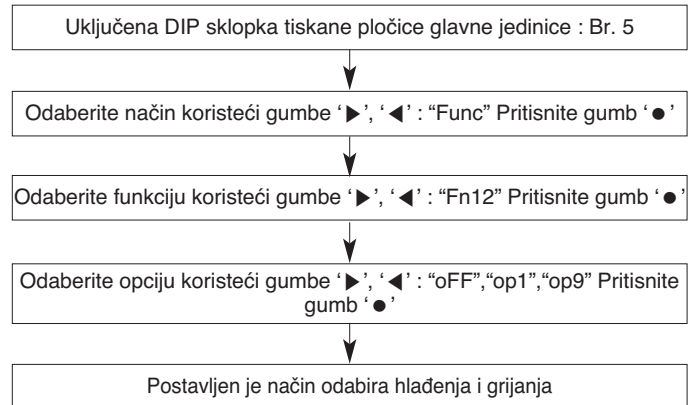 Uključena DIP sklopka tiskane pločice glavne jedinice : Br. 5
Odaberite način koristeći gumbe ‘▶’, ‘◀’ : “Func” Pritisnite gumb ‘●’
Odaberite funkciju koristeći gumbe ‘▶’, ‘◀’ : “Fn12” Pritisnite gumb ‘●’
Odaberite opciju koristeći gumbe ‘▶’, ‘◀’ : “oFF”,“op1”,“op9” Pritisnite
gumb ‘●’
Postavljen je način odabira hlađenja i grijanja